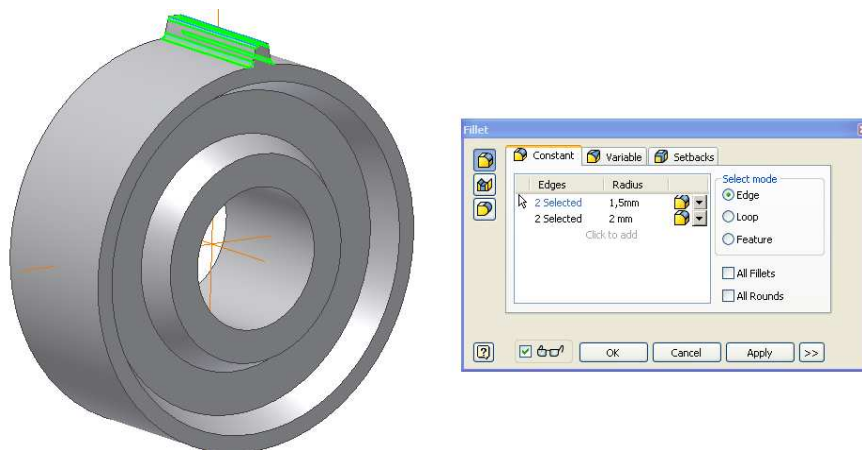 Fillet
Constant Variable Setbacks
Edges Radius
2 Selected 1,5mm
2 Selected 2 mm
Click to add
Select mode
Edge
Loop
Feature
All Fillets
All Rounds
OK Cancel Apply >>